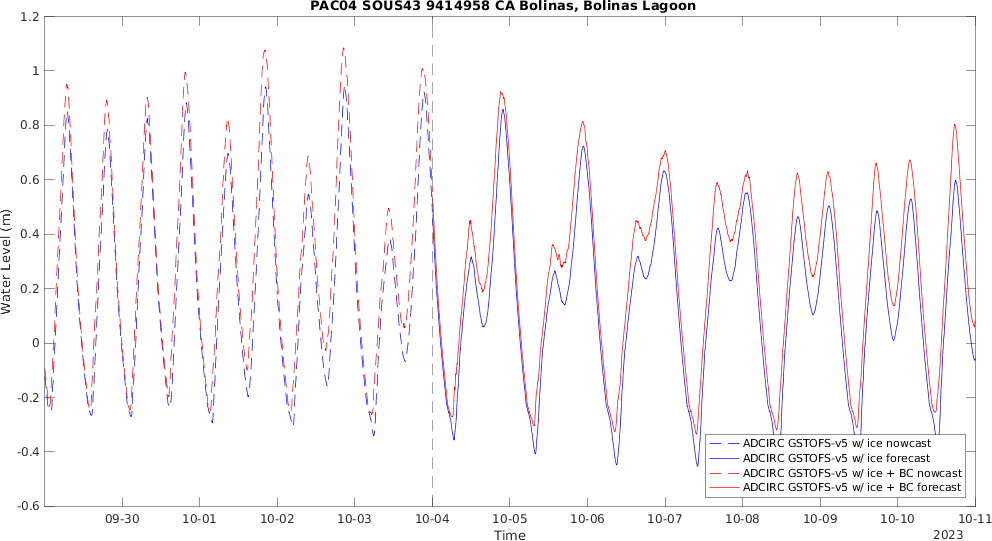 PAC04 SOUS43 9414958 CA Bolinas, Bolinas Lagoon
1.2
1
0.8
0.6
0.4
0.2
0
-0.2
-0.4
-0.6
Water Level (m)
ADCIRC GSTOFS-v5 w/ ice nowcast
ADCIRC GSTOFS-v5 w/ ice forecast
ADCIRC GSTOFS-v5 w/ ice + BC nowcast
ADCIRC GSTOFS-v5 w/ ice + BC forecast
09-30 10-01 10-02 10-03 10-04 10-05 10-06 10-07 10-08 10-09 10-10 10-11
Time
2023